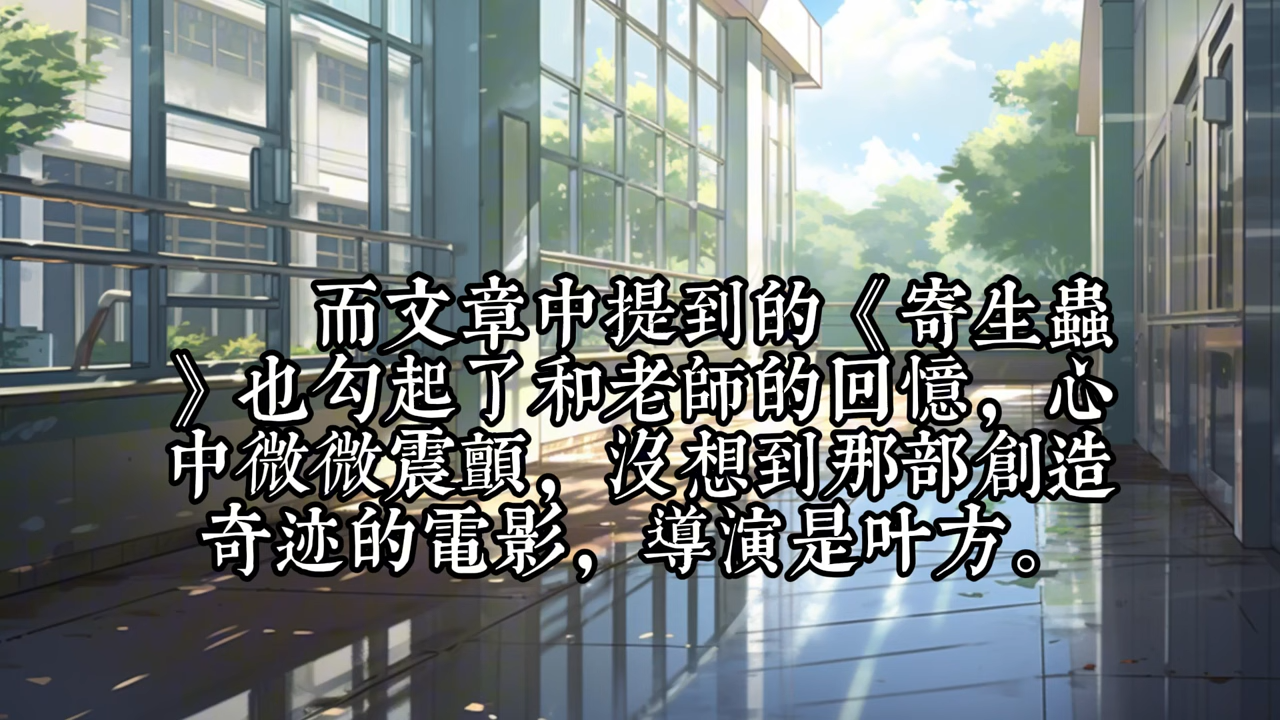 而文章中提到的《寄生蟲
》也勾起了和老師的回憶，心
中微微震顫，沒想到那部創造
奇迹的電影，導演是叶方。